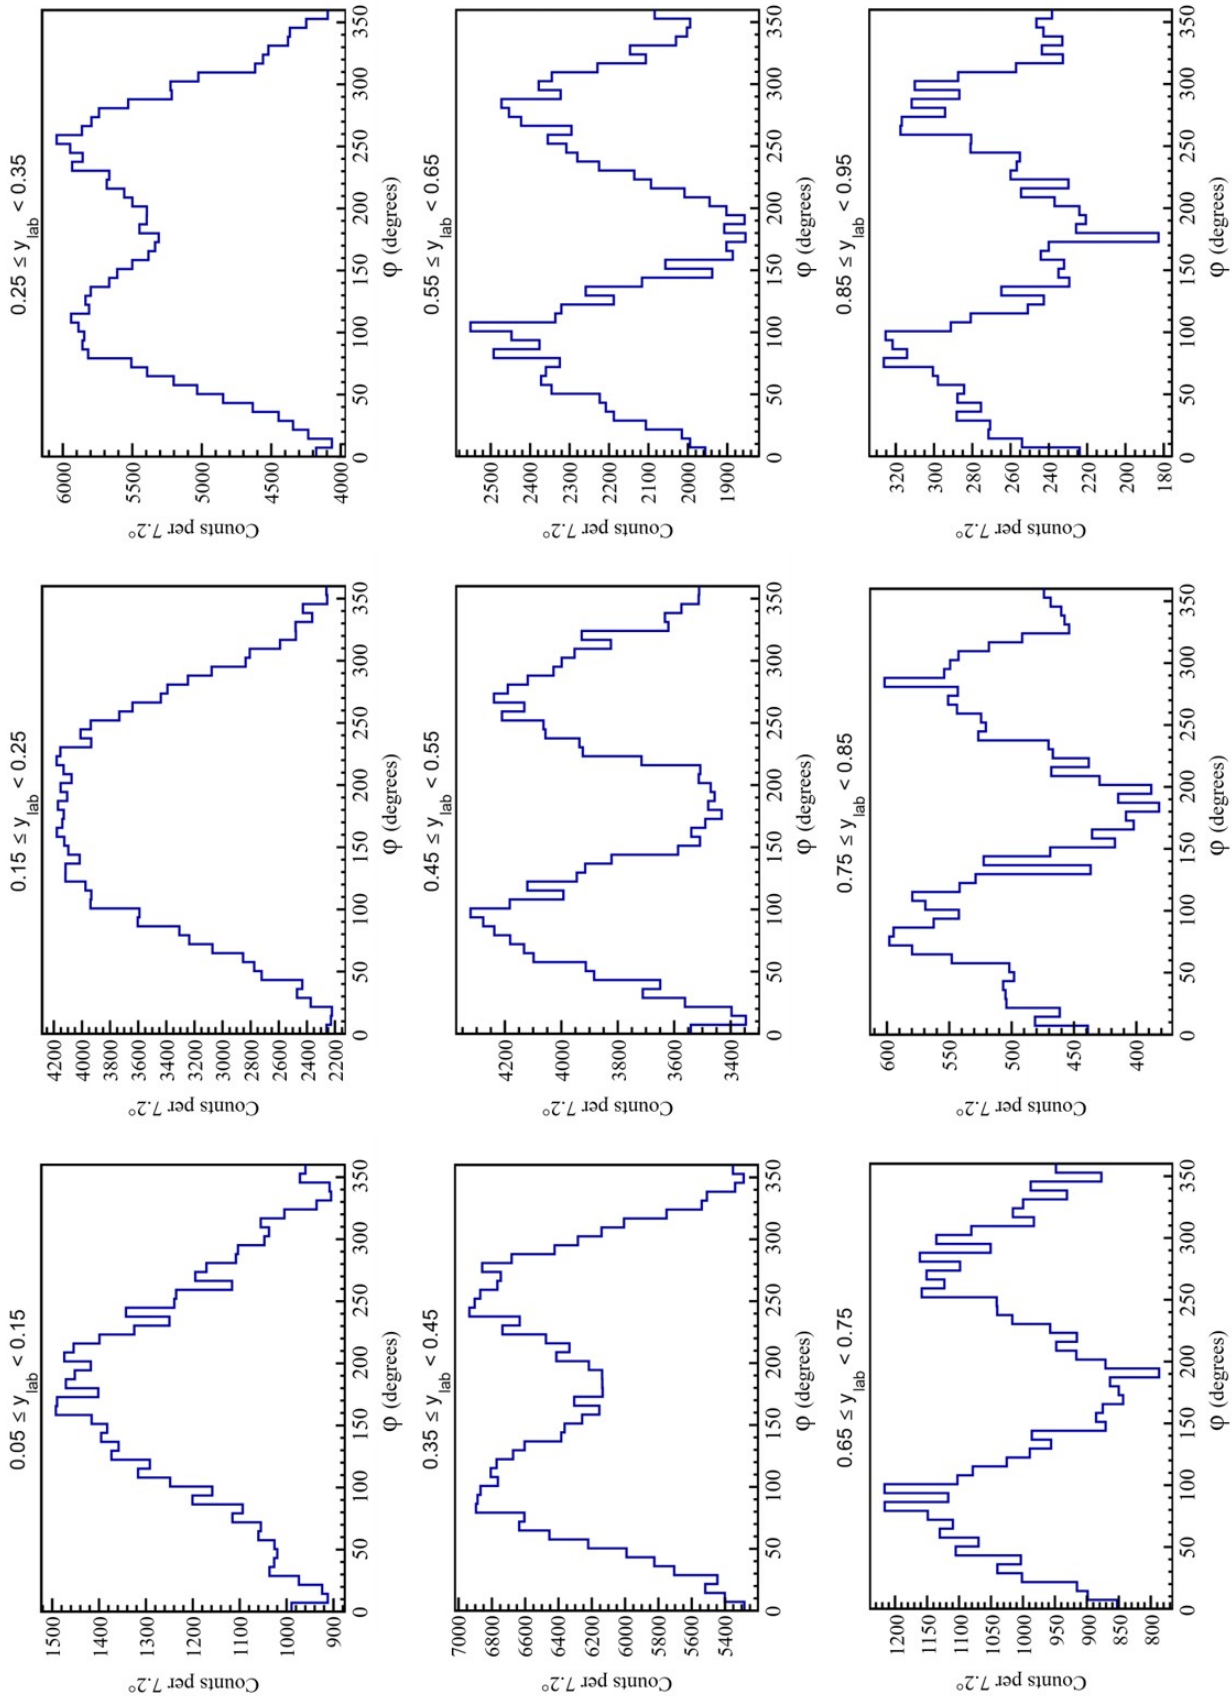 0.05 ≤ y_lab < 0.15
Counts per 7.2°
1500
1400
1300
1200
1100
1000
900
0 50 100 150 200 250 300 350
φ (degrees)
0.15 ≤ y_lab < 0.25
Counts per 7.2°
4200
4000
3800
3600
3400
3200
3000
2800
2600
2400
2200
0 50 100 150 200 250 300 350
φ (degrees)
0.25 ≤ y_lab < 0.35
Counts per 7.2°
6000
5500
5000
4500
4000
0 50 100 150 200 250 300 350
φ (degrees)
0.35 ≤ y_lab < 0.45
Counts per 7.2°
7000
6800
6600
6400
6200
6000
5800
5600
5400
0 50 100 150 200 250 300 350
φ (degrees)
0.45 ≤ y_lab < 0.55
Counts per 7.2°
4200
4000
3800
3600
3400
0 50 100 150 200 250 300 350
φ (degrees)
0.55 ≤ y_lab < 0.65
Counts per 7.2°
2500
2400
2300
2200
2100
2000
1900
0 50 100 150 200 250 300 350
φ (degrees)
0.65 ≤ y_lab < 0.75
Counts per 7.2°
1200
1150
1100
1050
1000
950
900
850
800
0 50 100 150 200 250 300 350
φ (degrees)
0.75 ≤ y_lab < 0.85
Counts per 7.2°
600
550
500
450
400
0 50 100 150 200 250 300 350
φ (degrees)
0.85 ≤ y_lab < 0.95
Counts per 7.2°
320
300
280
260
240
220
200
180
0 50 100 150 200 250 300 350
φ (degrees)